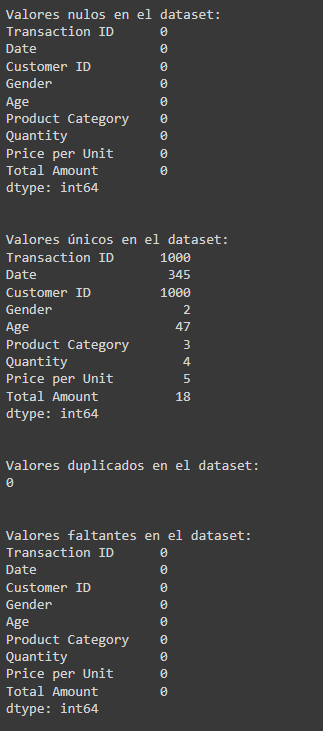 Valores nulos en el dataset:
Transaction ID 0
Date 0
Customer ID 0
Gender 0
Age 0
Product Category 0
Quantity 0
Price per Unit 0
Total Amount 0
dtype: int64
Valores únicos en el dataset:
Transaction ID 1000
Date 345
Customer ID 1000
Gender 2
Age 47
Product Category 3
Quantity 4
Price per Unit 5
Total Amount 18
dtype: int64
Valores duplicados en el dataset:
0
Valores faltantes en el dataset:
Transaction ID 0
Date 0
Customer ID 0
Gender 0
Age 0
Product Category 0
Quantity 0
Price per Unit 0
Total Amount 0
dtype: int64